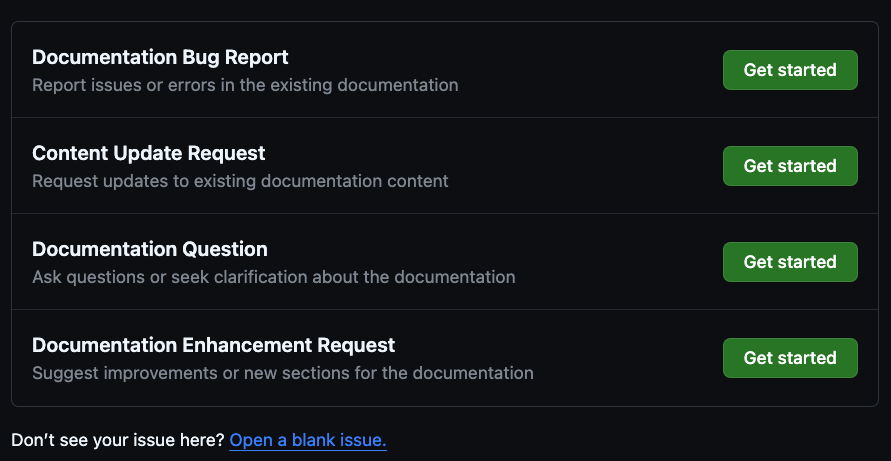 Documentation Bug Report
Report issues or errors in the existing documentation
Get started
Content Update Request
Request updates to existing documentation content
Get started
Documentation Question
Ask questions or seek clarification about the documentation
Get started
Documentation Enhancement Request
Suggest improvements or new sections for the documentation
Get started
Don’t see your issue here? Open a blank issue.